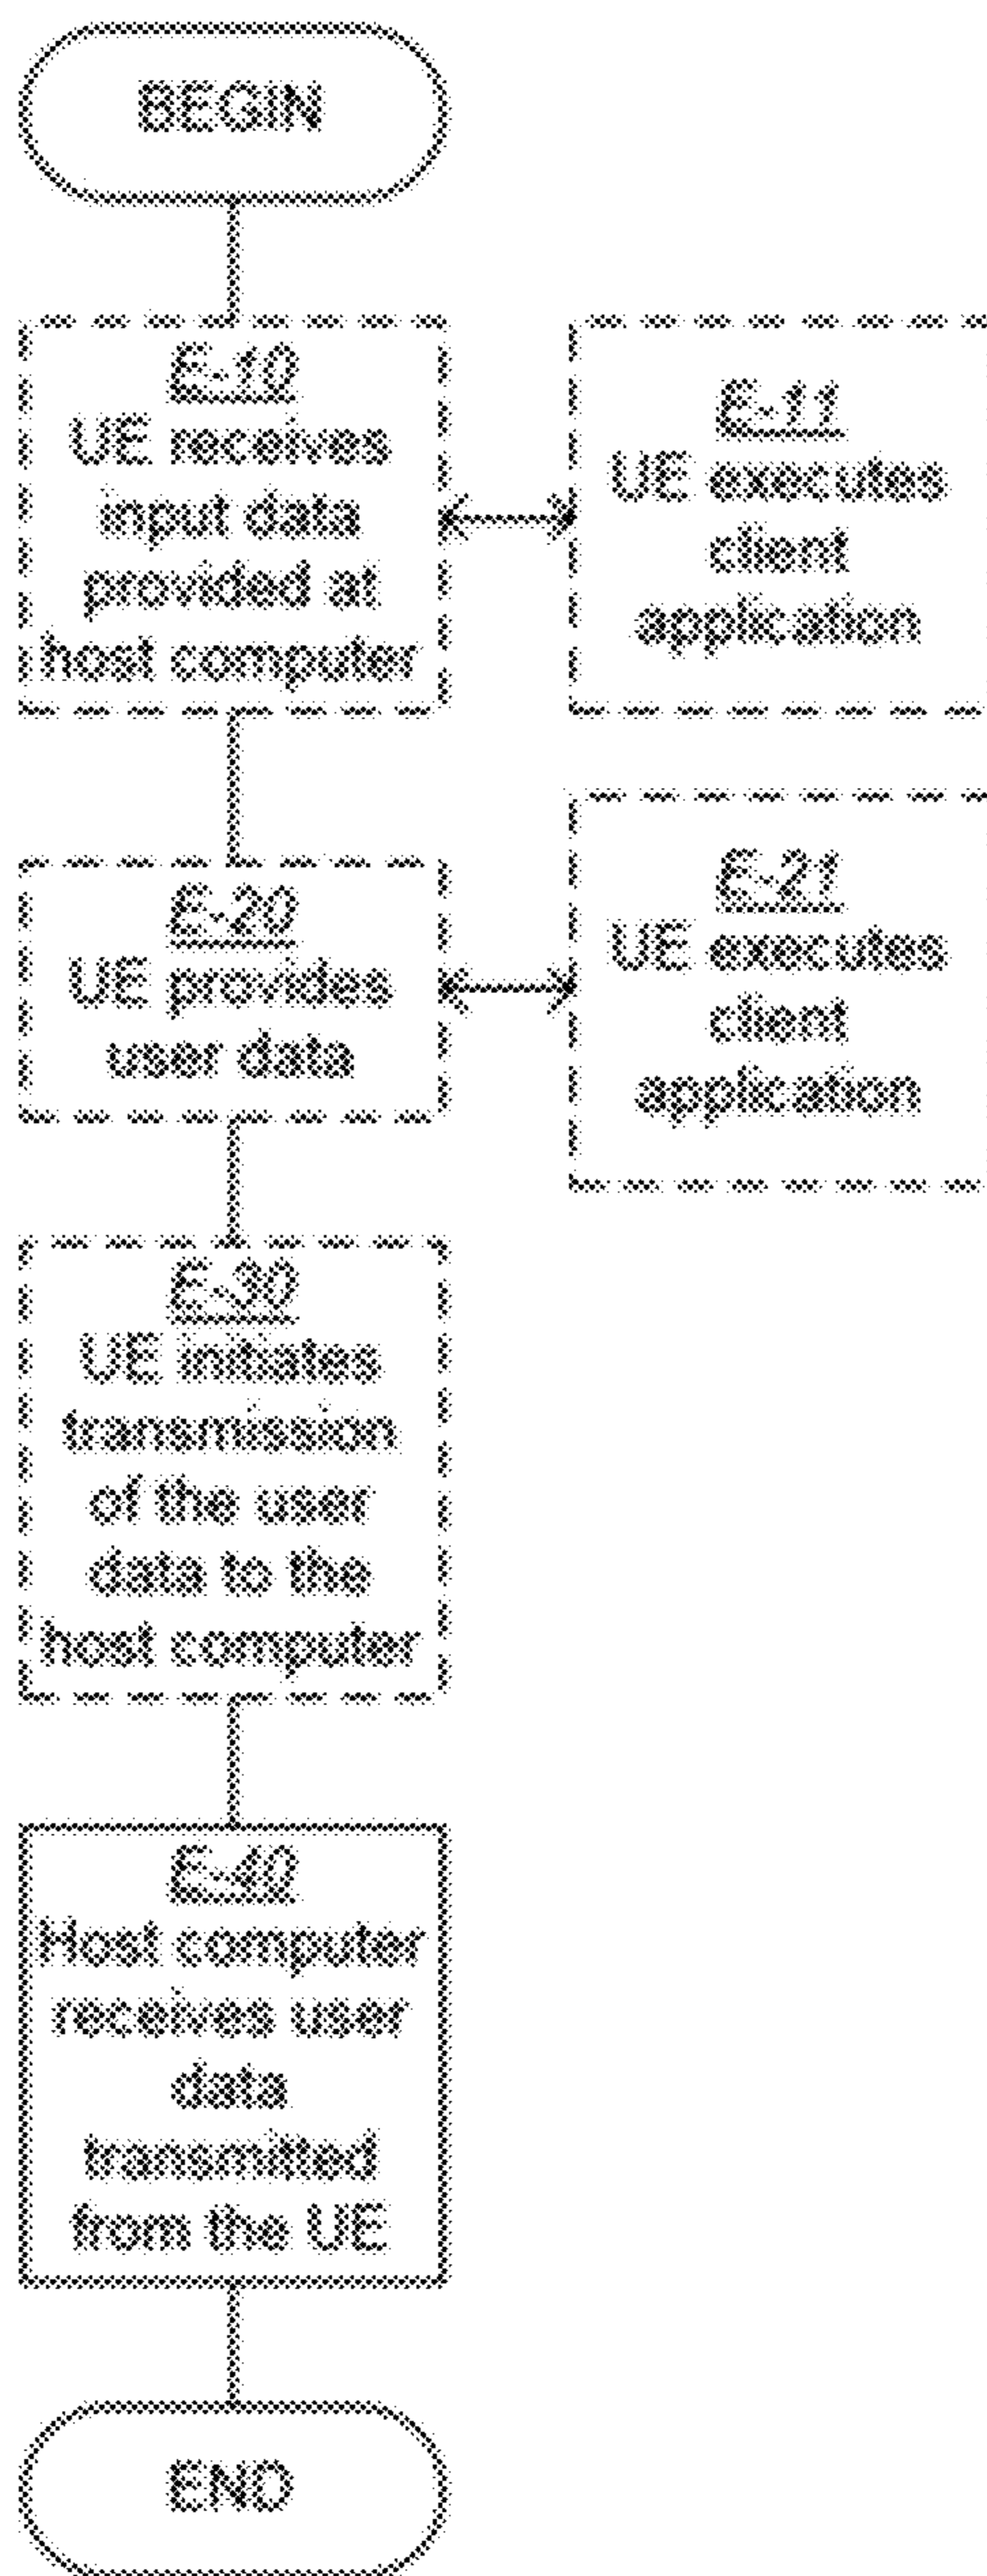 BEGIN
E-10
UE receives
input data
provided at
host computer
E-11
UE executes
client
application
E-20
UE provides
user data
E-21
UE executes
client
application
E-30
UE initiates
transmission
of the user
data to the
host computer
E-40
Host computer
receives user
data
transmitted
from the UE
END